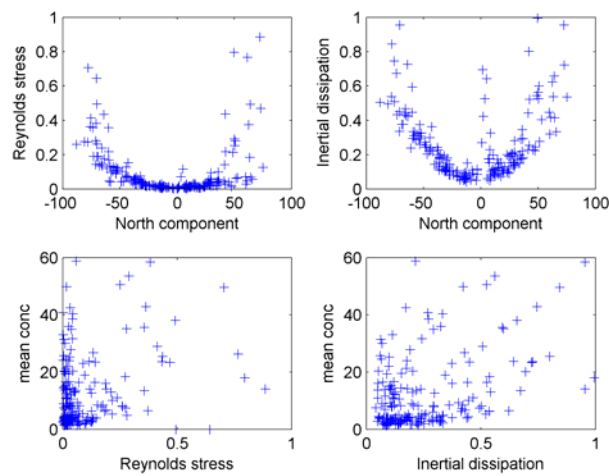 Reynolds stress
1
0.8
0.6
0.4
0.2
0
-100 -50 0 50 100
North component
Inertial dissipation
1
0.8
0.6
0.4
0.2
0
-100 -50 0 50 100
North component
mean conc
60
40
20
0
0 0.5 1
Reynolds stress
mean conc
60
40
20
0
0 0.5 1
Inertial dissipation